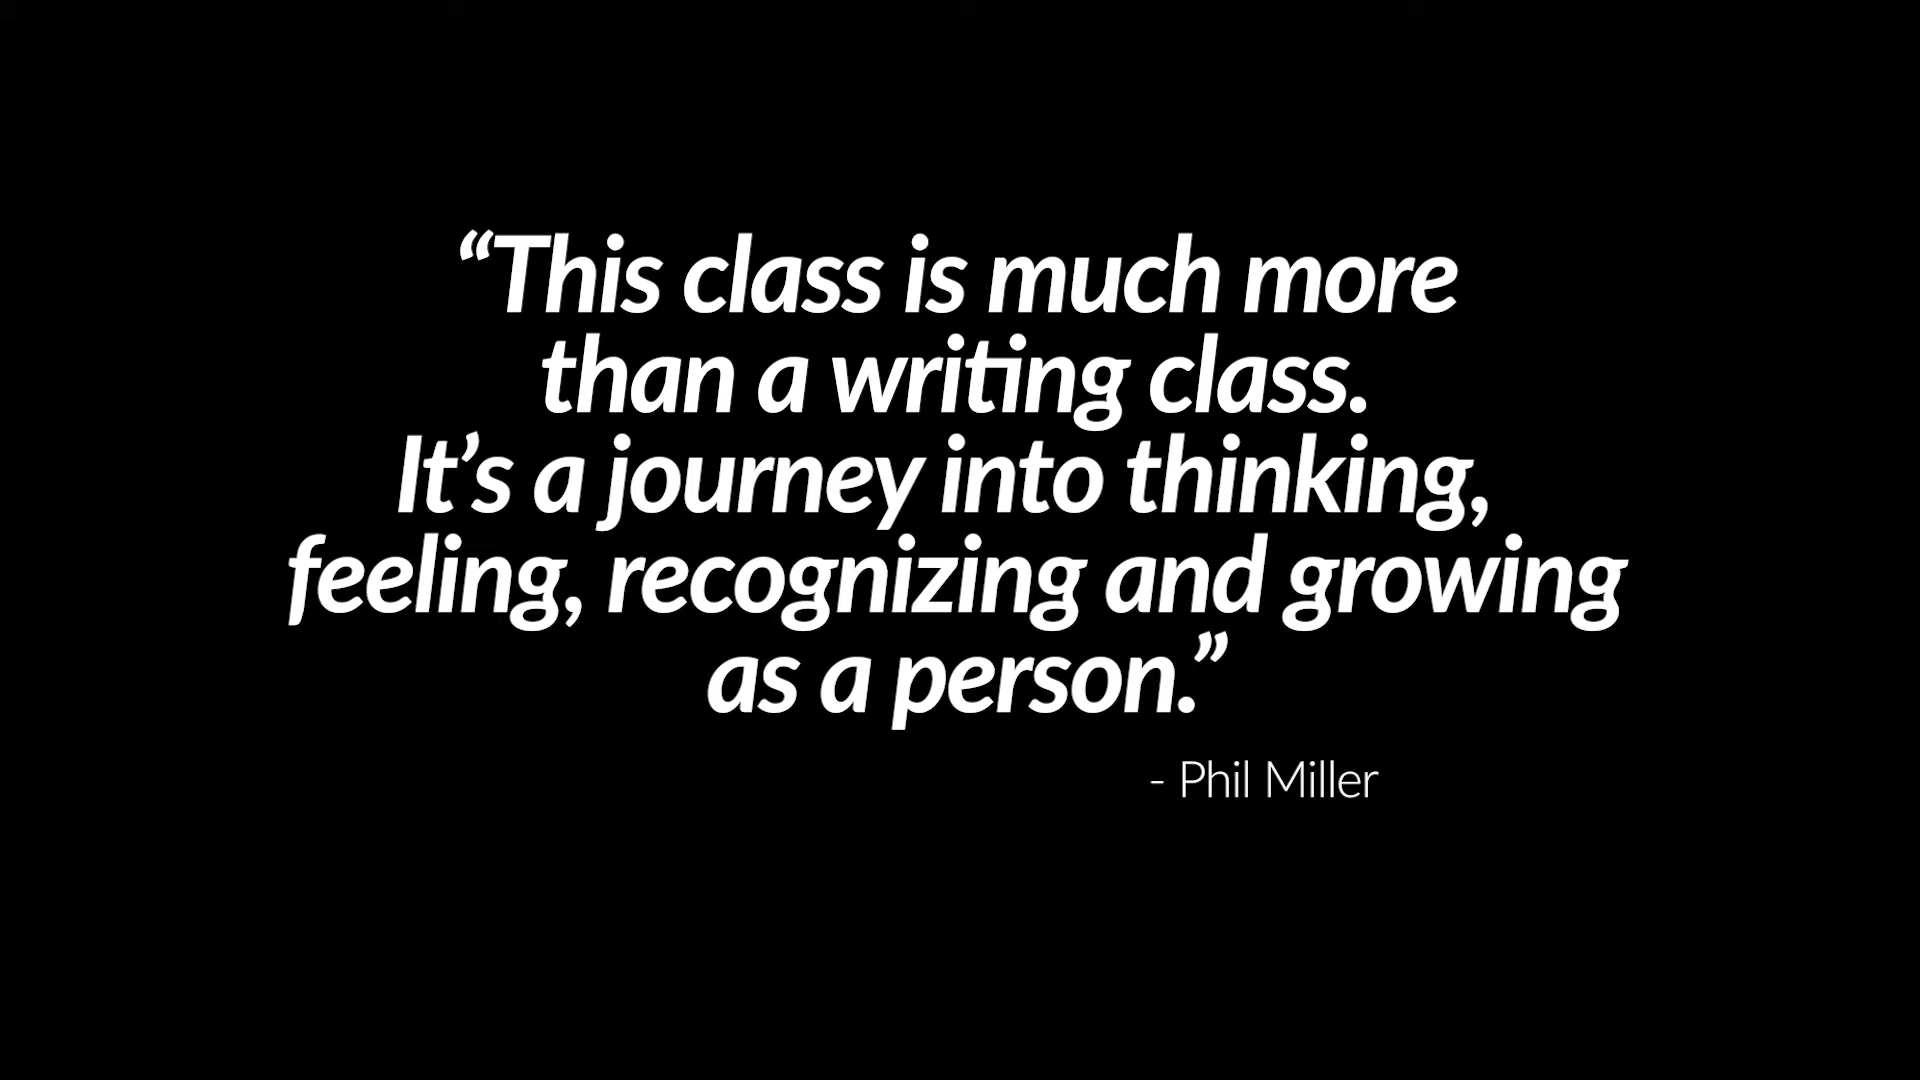 “This class is much more
than a writing class.
It’s a journey into thinking,
feeling, recognizing and growing
as a person.”
- Phil Miller